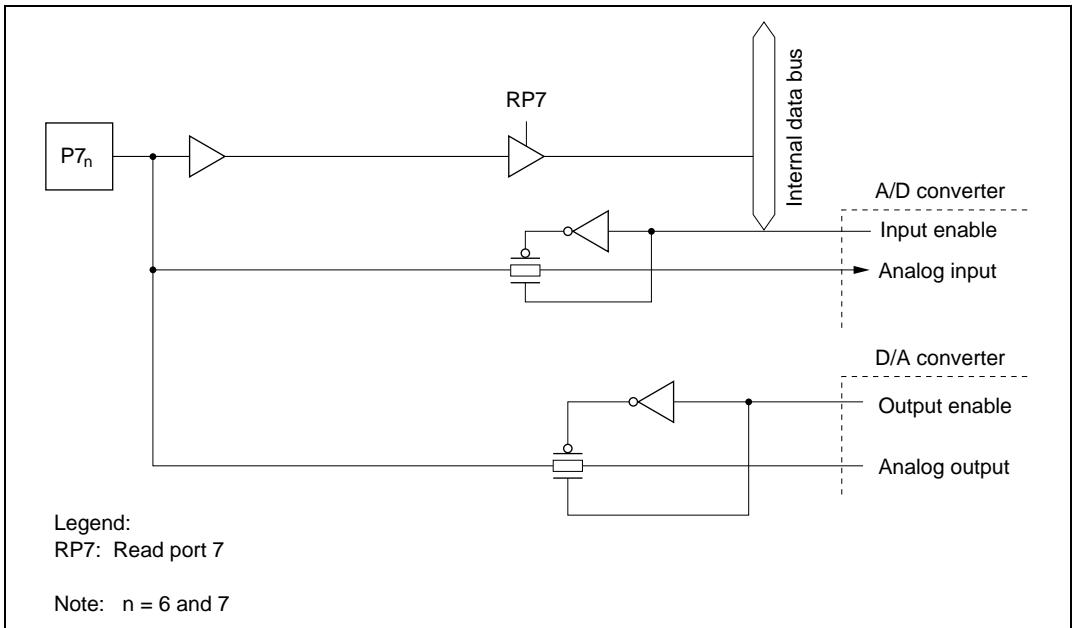 RP7
P7n
Internal data bus
A/D converter
Input enable
Analog input
D/A converter
Output enable
Analog output
Legend:
RP7: Read port 7
Note: n = 6 and 7